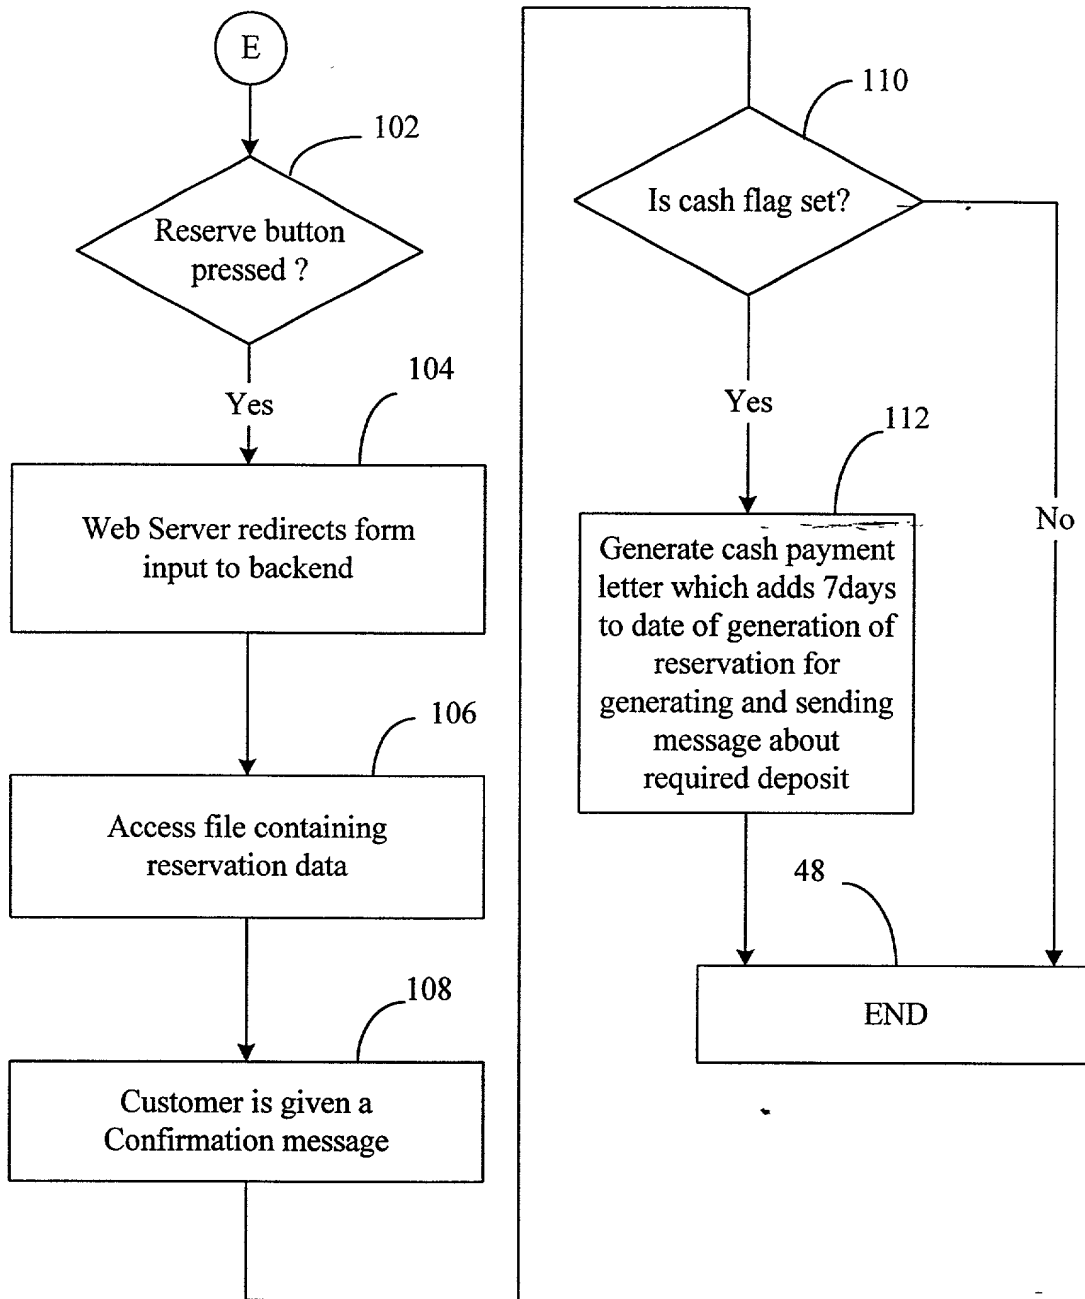 E
102
Reserve button
pressed ?
Yes
104
Web Server redirects form
input to backend
106
Access file containing
reservation data
108
Customer is given a
Confirmation message
110
Is cash flag set?
Yes
No
112
Generate cash payment
letter which adds 7days
to date of generation of
reservation for
generating and sending
message about
required deposit
48
END